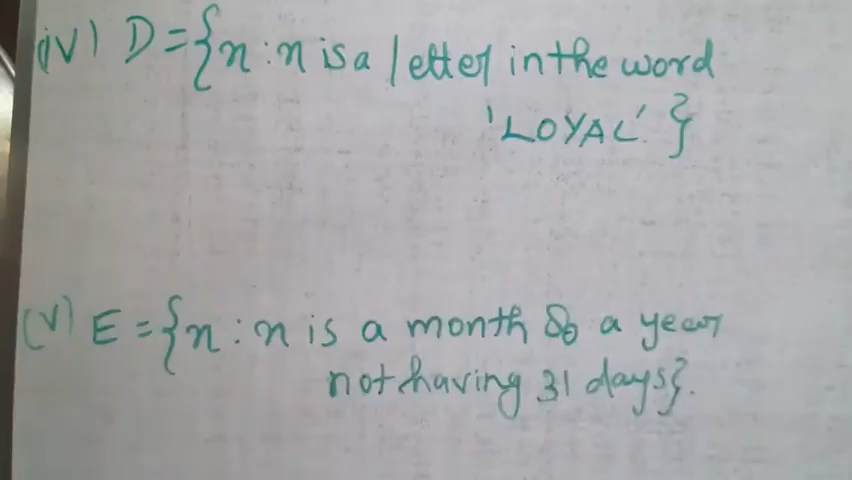 (iv) D = {n : n is a letter in the word
'LOYAL'. }
(v) E = {n : n is a month of a year
not having 31 days}.